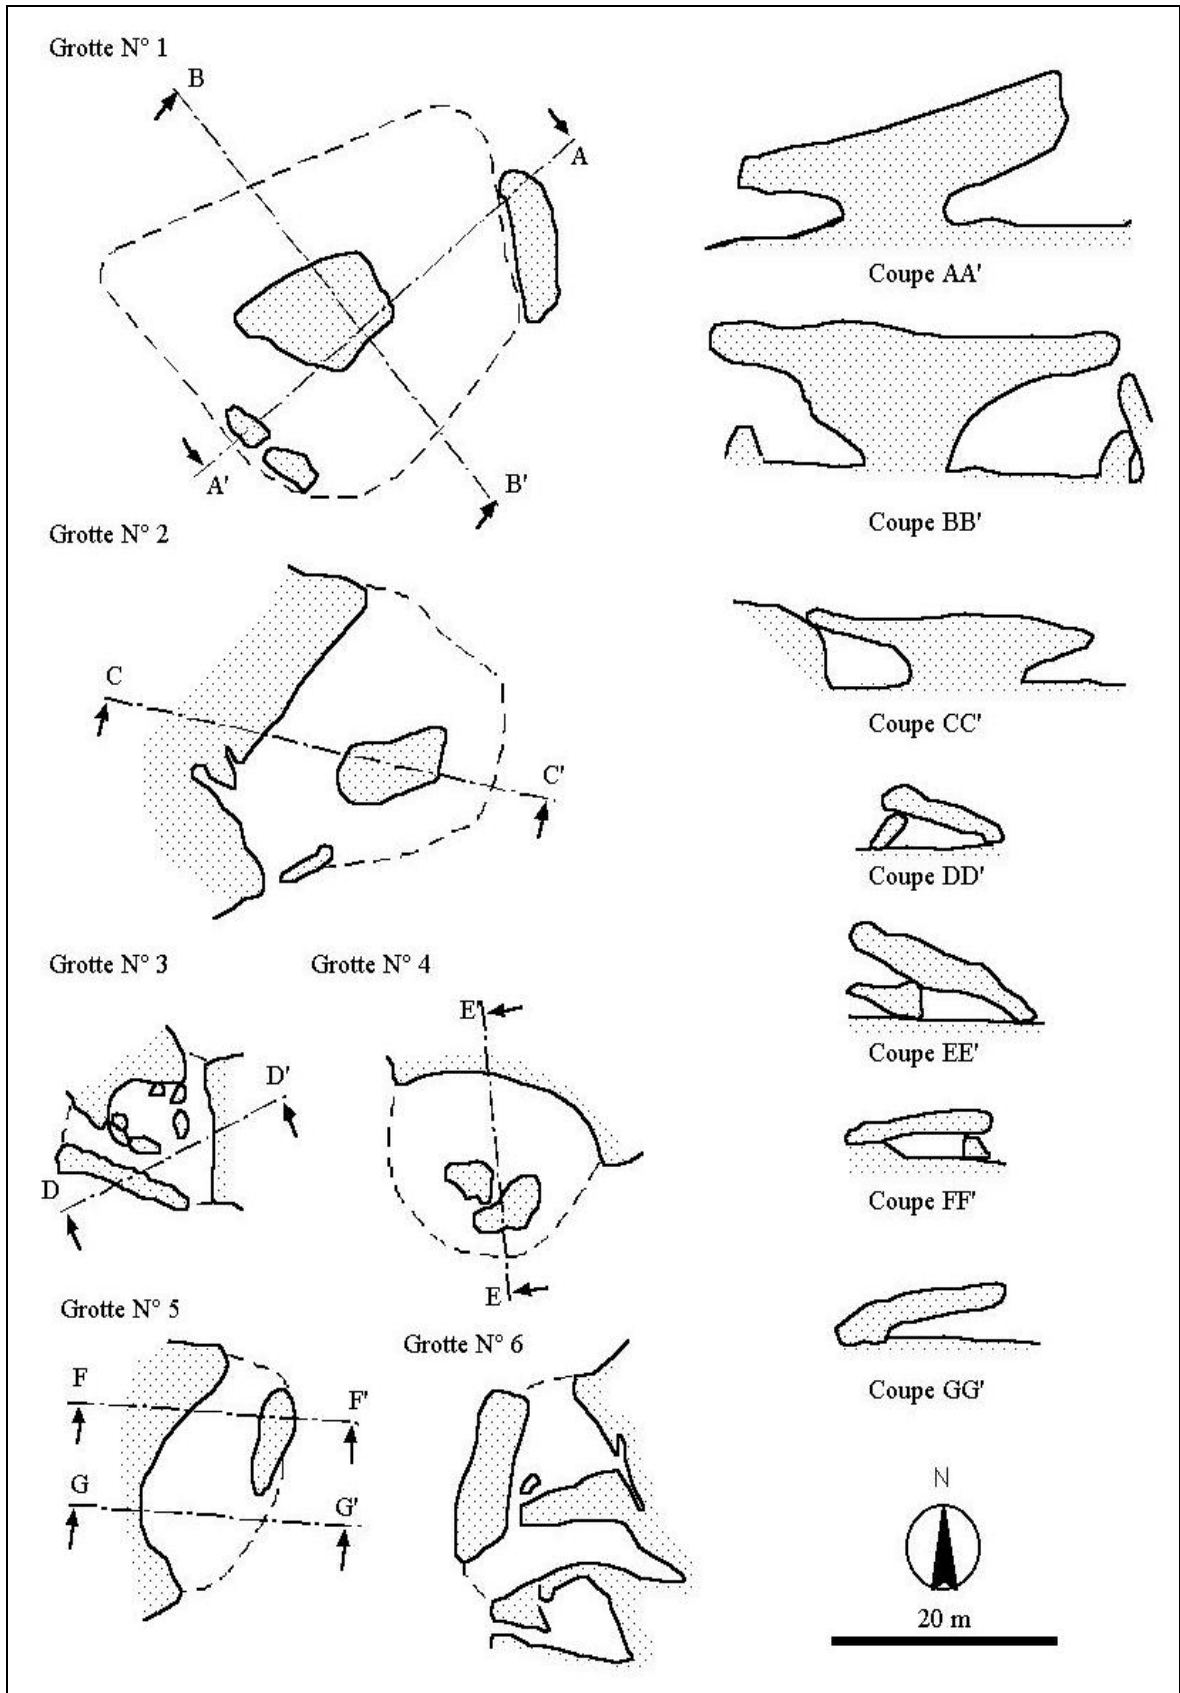 Grotte N° 1
B
A
A'
B'
Coupe AA'
Coupe BB'
Grotte N° 2
C
C'
Coupe CC'
Coupe DD'
Grotte N° 3
D'
D
Grotte N° 4
E'
E
Coupe EE'
Coupe FF'
Grotte N° 5
F
F'
G
G'
Grotte N° 6
Coupe GG'
N
20 m